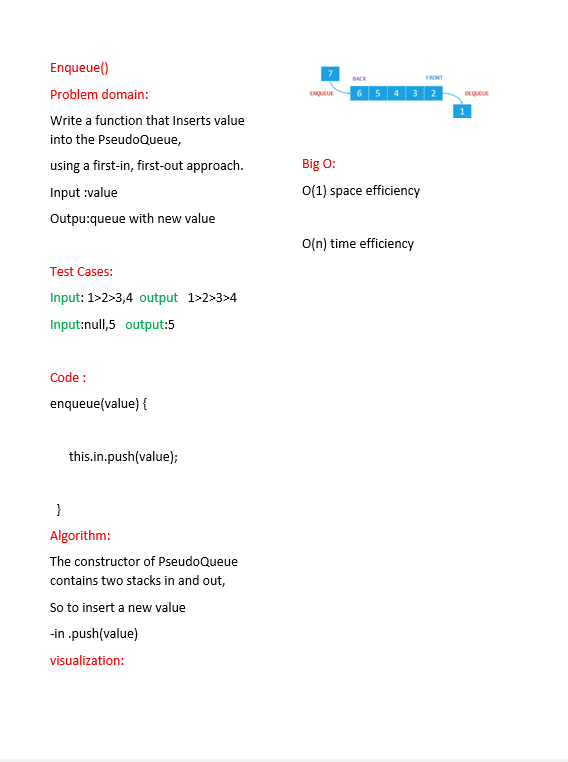 Enqueue()
Problem domain:
Write a function that Inserts value
into the PseudoQueue,
using a first-in, first-out approach.
Input :value
Outpu:queue with new value
Test Cases:
Input: 1>2>3,4 output 1>2>3>4
Input:null,5 output:5
Code :
enqueue(value) {
this.in.push(value);
}
Algorithm:
The constructor of PseudoQueue
contains two stacks in and out,
So to insert a new value
-in .push(value)
visualization:
7
BACK FRONT
ENQUEUE 6 5 4 3 2 DEQUEUE
1
Big O:
O(1) space efficiency
O(n) time efficiency